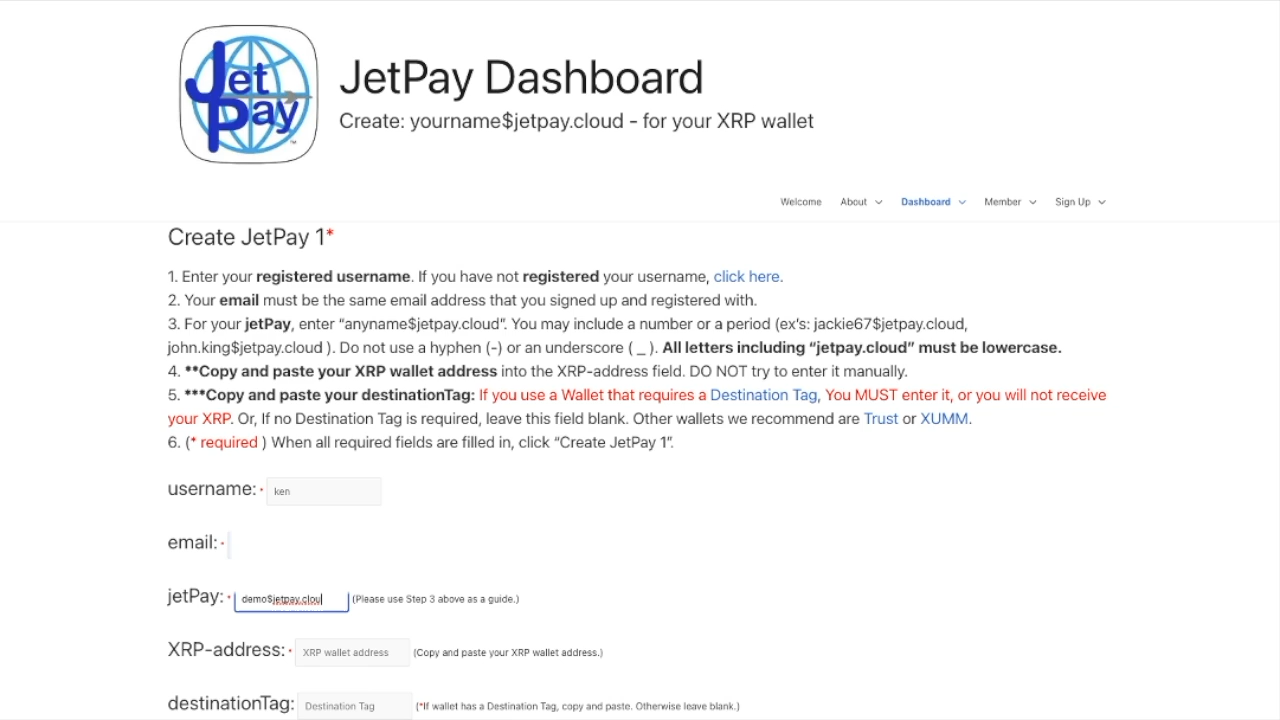 Jet
Pay
™
JetPay Dashboard
Create: yourname$jetpay.cloud - for your XRP wallet
Welcome About Dashboard Member Sign Up
Create JetPay 1*
1. Enter your registered username. If you have not registered your username, click here.
2. Your email must be the same email address that you signed up and registered with.
3. For your jetPay, enter “anyname$jetpay.cloud”. You may include a number or a period (ex's: jackie67$jetpay.cloud,
john.king$jetpay.cloud ). Do not use a hyphen (-) or an underscore ( _ ). All letters including “jetpay.cloud” must be lowercase.
4. **Copy and paste your XRP wallet address into the XRP-address field. DO NOT try to enter it manually.
5. ***Copy and paste your destinationTag: If you use a Wallet that requires a Destination Tag, You MUST enter it, or you will not receive
your XRP. Or, If no Destination Tag is required, leave this field blank. Other wallets we recommend are Trust or XUMM.
6. (* required ) When all required fields are filled in, click “Create JetPay 1”.
username: * ken
email: *
jetPay: * demo$jetpay.clou (Please use Step 3 above as a guide.)
XRP-address: * XRP wallet address (Copy and paste your XRP wallet address.)
destinationTag: Destination Tag (*If wallet has a Destination Tag, copy and paste. Otherwise leave blank.)